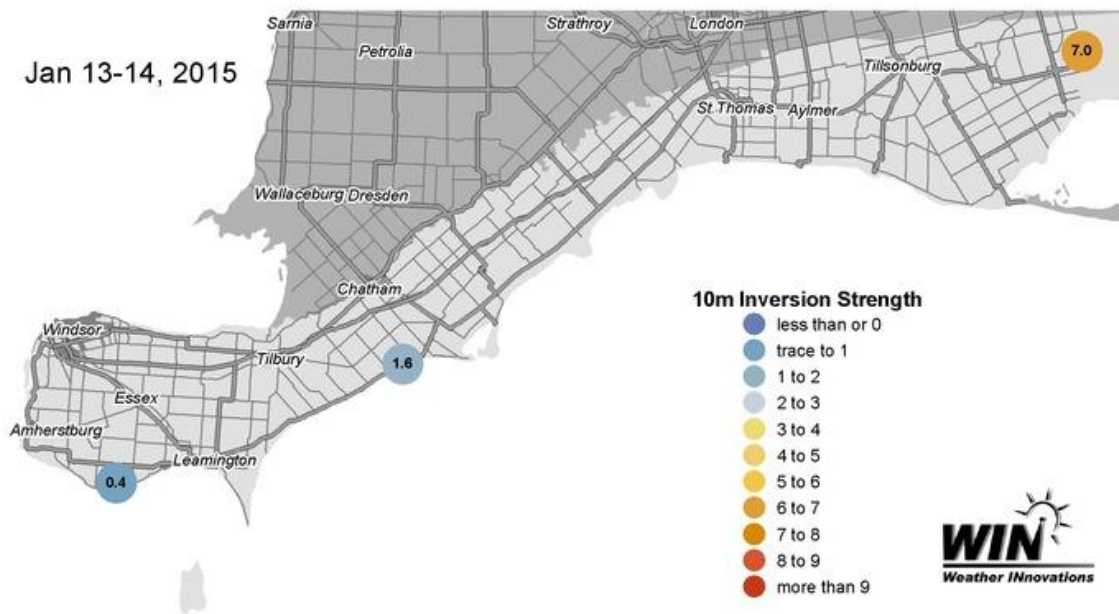 Sarnia
Strathroy
London
Petrolia
7.0
Jan 13-14, 2015
Tillsonburg
St.Thomas
Aylmer
Wallaceburg
Dresden
Chatham
10m Inversion Strength
less than or 0
trace to 1
1 to 2
2 to 3
3 to 4
4 to 5
5 to 6
6 to 7
7 to 8
8 to 9
more than 9
Windsor
Tilbury
1.6
Essex
Amherstburg
Leamington
0.4
WIN
Weather INnovations